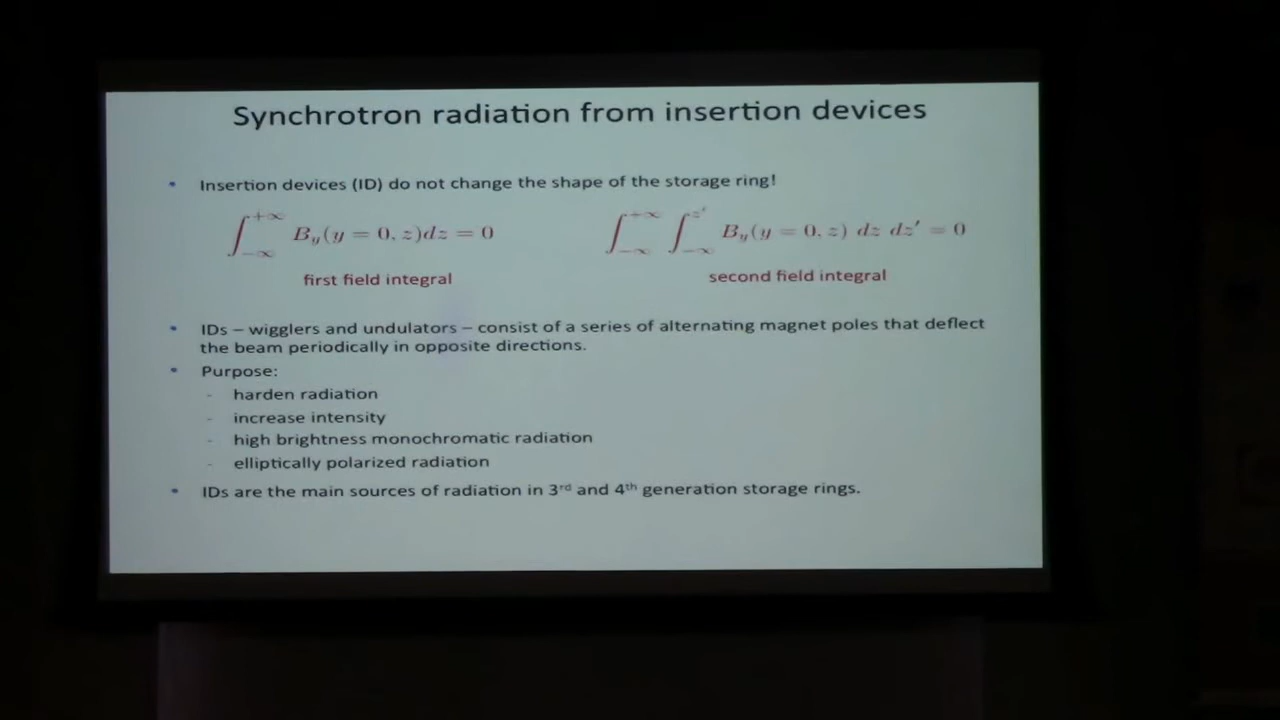 Synchrotron radiation from insertion devices
• Insertion devices (ID) do not change the shape of the storage ring!
∫_{−∞}^{+∞} B_y(y = 0, z)dz = 0
∫_{−∞}^{+∞} ∫_{−∞}^{z′} B_y(y = 0, z) dz dz′ = 0
first field integral
second field integral
• IDs – wigglers and undulators – consist of a series of alternating magnet poles that deflect
the beam periodically in opposite directions.
• Purpose:
- harden radiation
- increase intensity
- high brightness monochromatic radiation
- elliptically polarized radiation
• IDs are the main sources of radiation in 3rd and 4th generation storage rings.